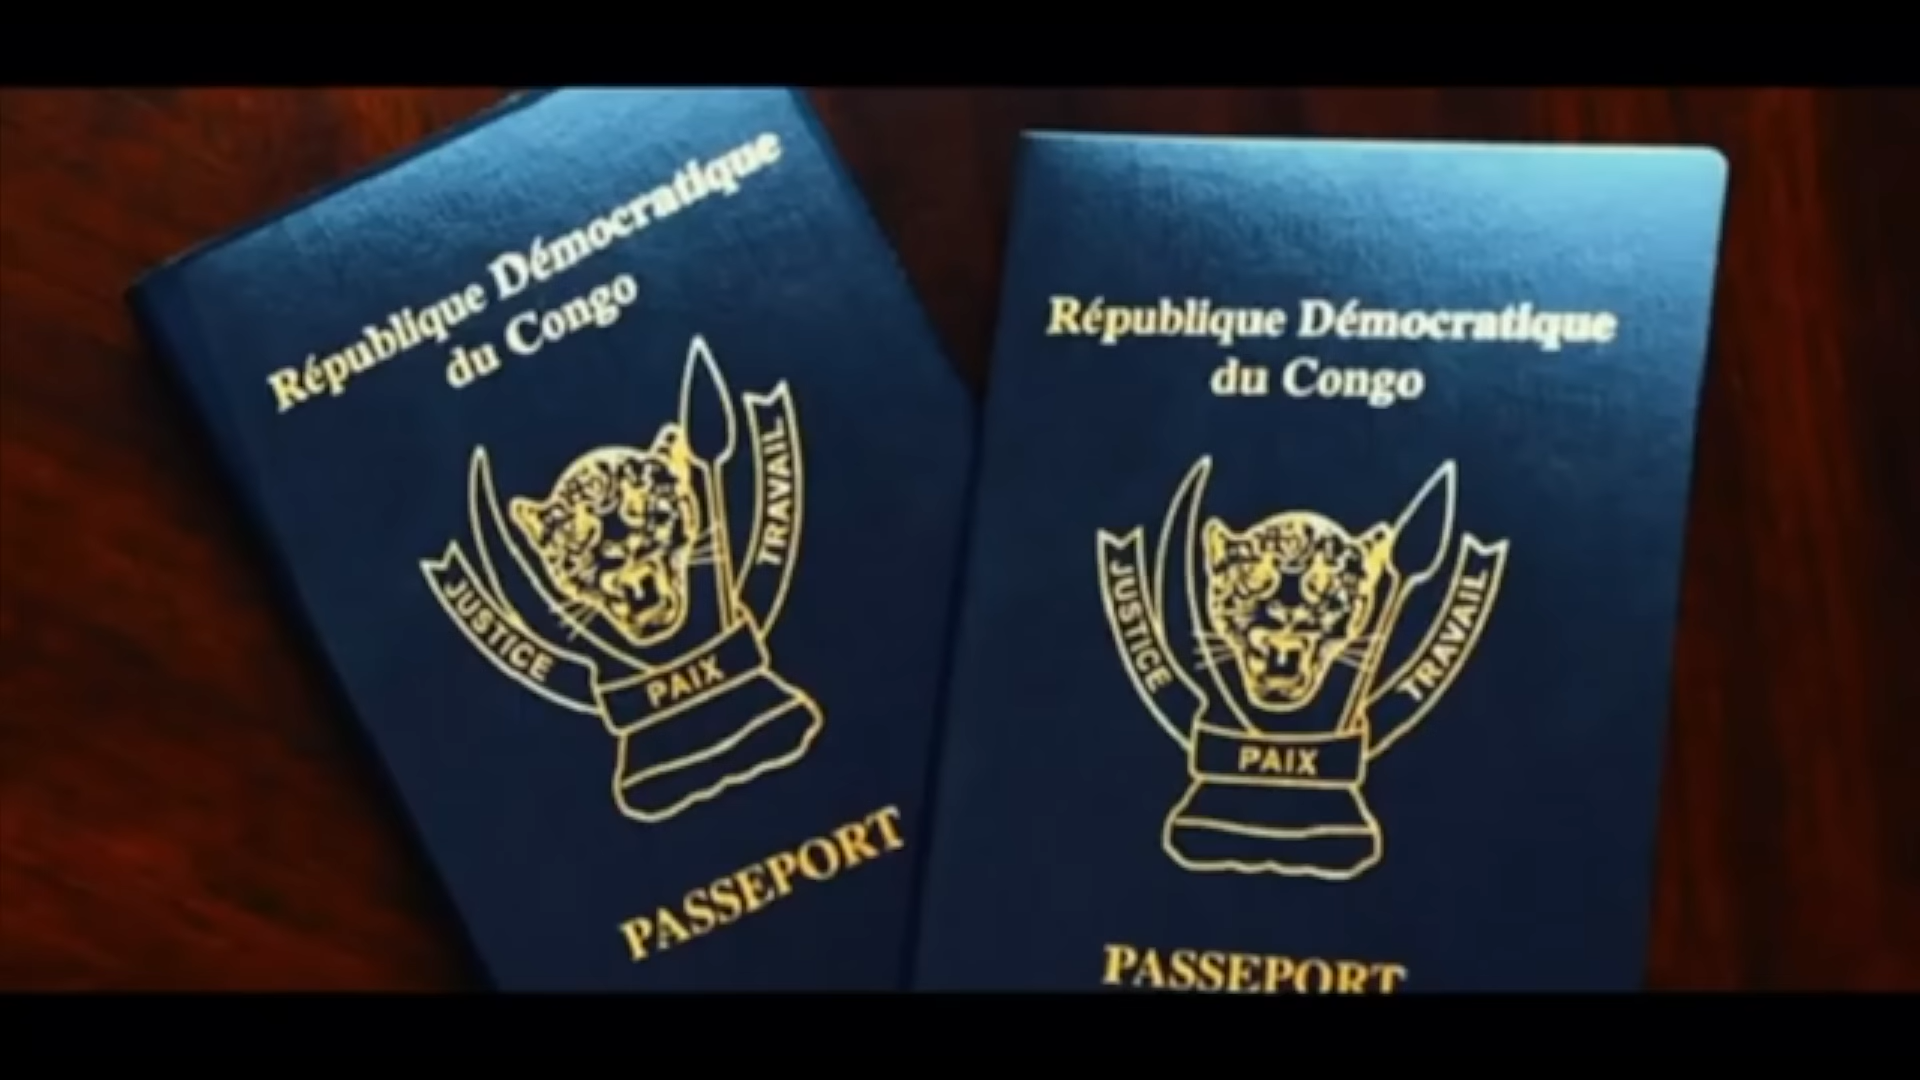 République Démocratique
du Congo
JUSTICE
PAIX
TRAVAIL
PASSEPORT
République Démocratique
du Congo
JUSTICE
PAIX
TRAVAIL
PASSEPORT